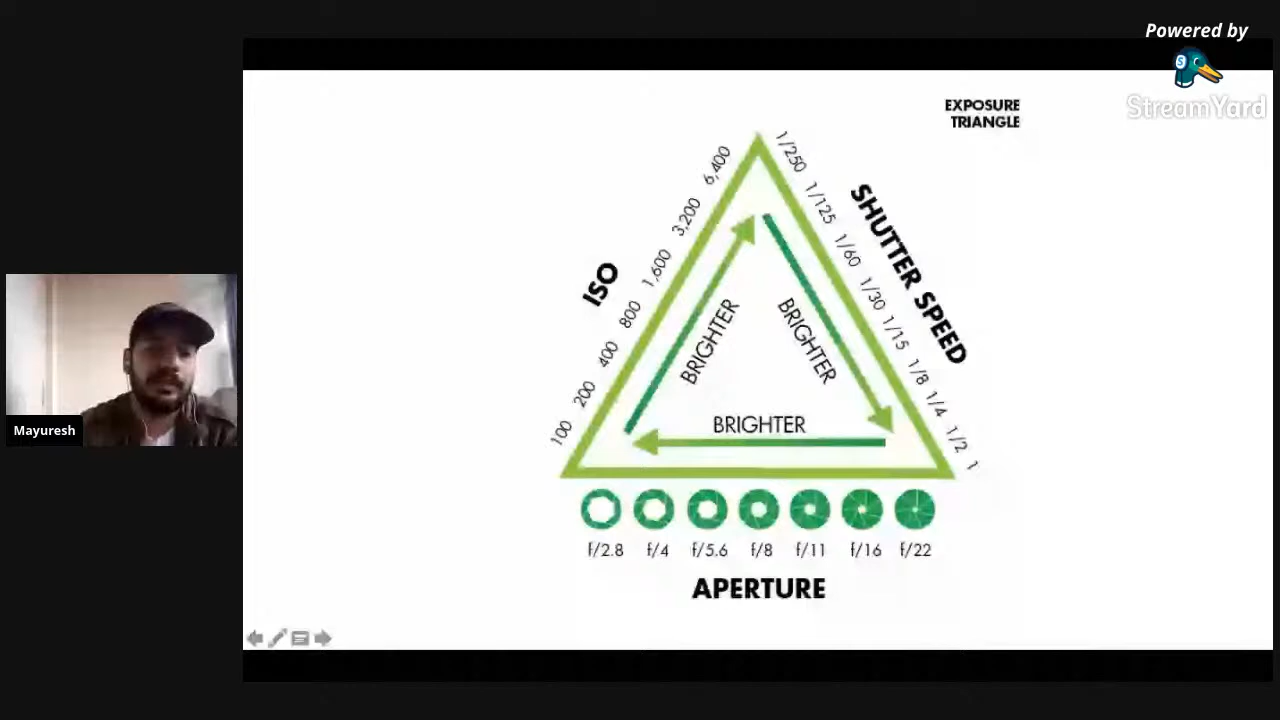 Powered by
StreamYard
EXPOSURE
TRIANGLE
ISO
100 200 400 800 1,600 3,200 6,400
SHUTTER SPEED
1/250 1/125 1/60 1/30 1/15 1/8 1/4 1/2 1
BRIGHTER
BRIGHTER
BRIGHTER
f/2.8 f/4 f/5.6 f/8 f/11 f/16 f/22
APERTURE
Mayuresh